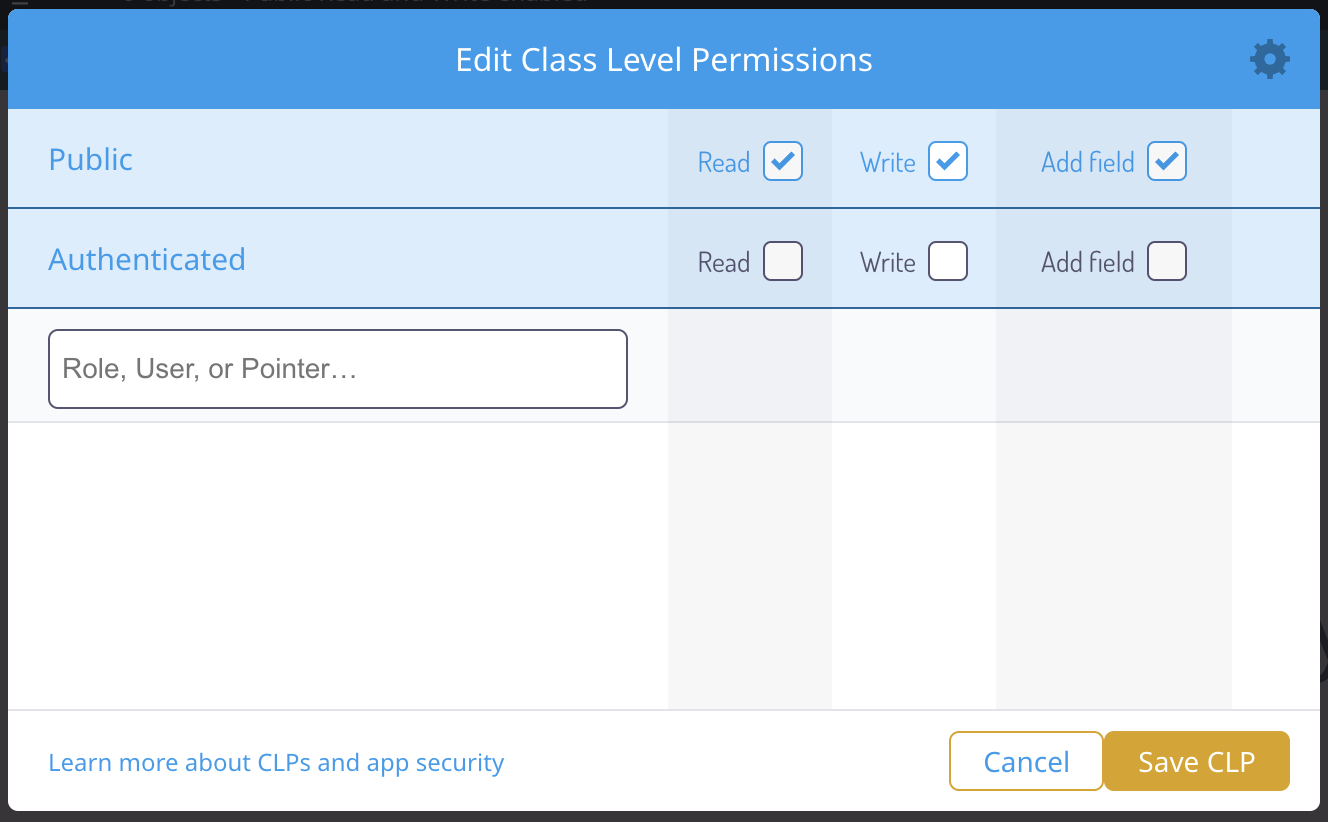 Edit Class Level Permissions
Public Read Write Add field
Authenticated Read Write Add field
Role, User, or Pointer…
Learn more about CLPs and app security Cancel Save CLP